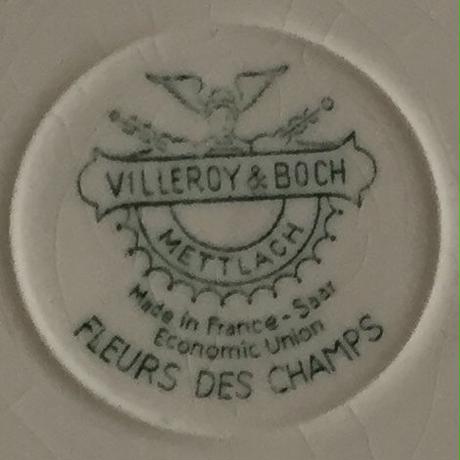 VILLEROY & BOCH
METTLACH
Made in France-Saar
Economic Union
FLEURS DES CHAMPS